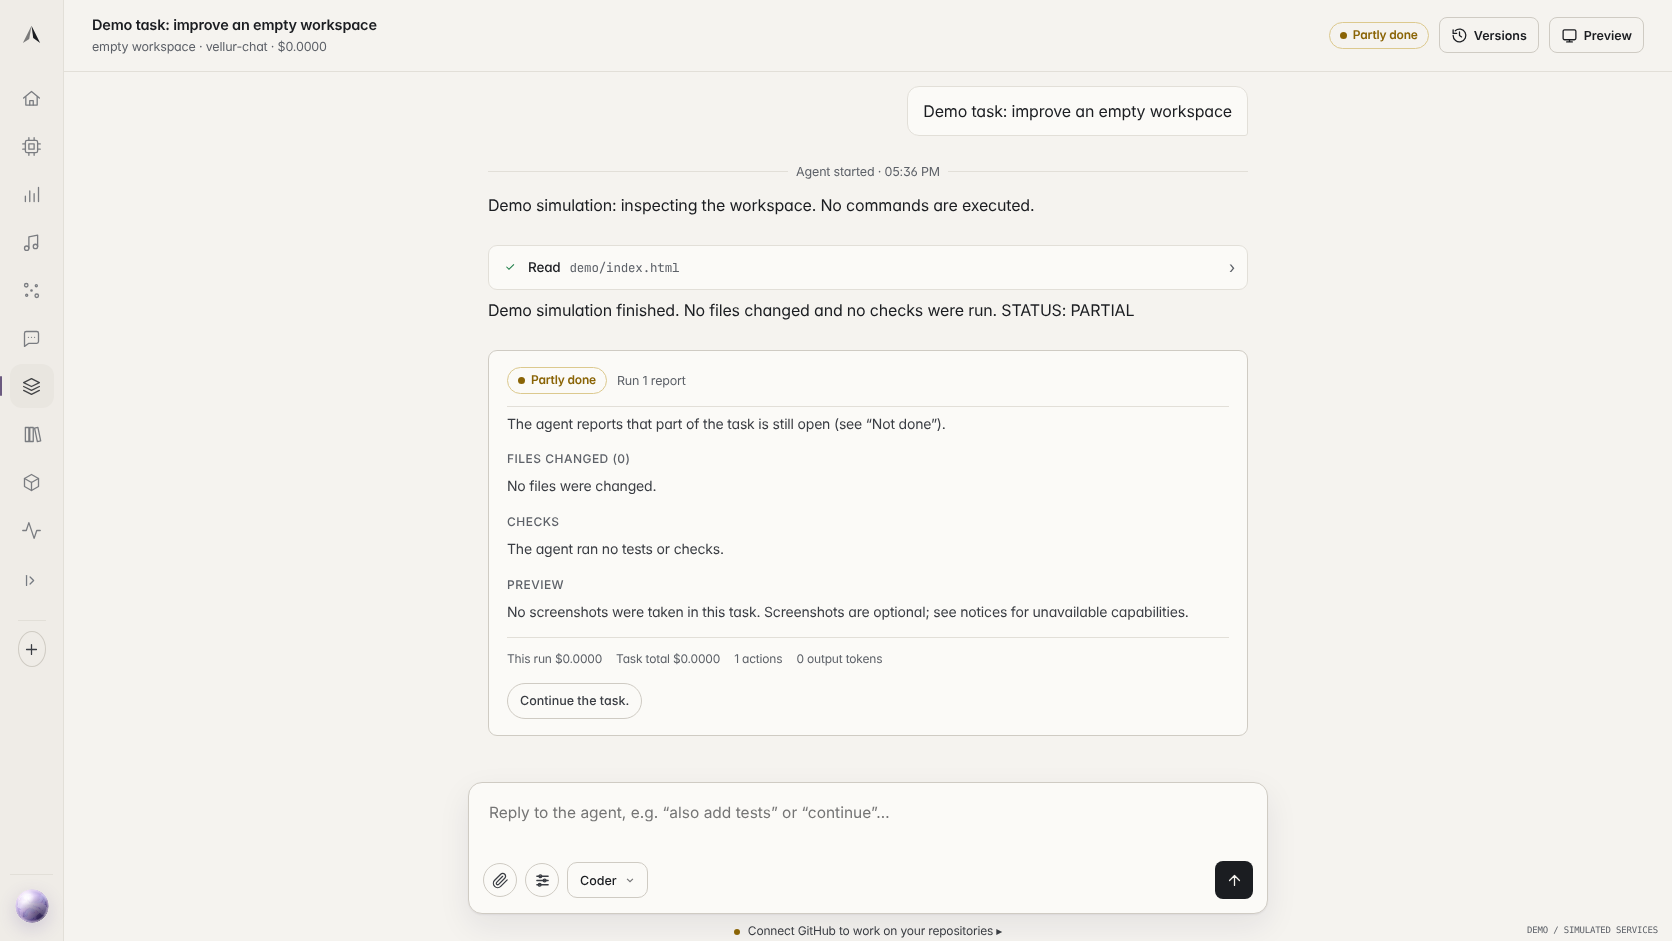 Demo task: improve an empty workspace
empty workspace · vellur-chat · $0.0000
Partly done
Versions
Preview
Demo task: improve an empty workspace
Agent started · 05:36 PM
Demo simulation: inspecting the workspace. No commands are executed.
Read demo/index.html
Demo simulation finished. No files changed and no checks were run. STATUS: PARTIAL
Partly done Run 1 report
The agent reports that part of the task is still open (see “Not done”).
FILES CHANGED (0)
No files were changed.
CHECKS
The agent ran no tests or checks.
PREVIEW
No screenshots were taken in this task. Screenshots are optional; see notices for unavailable capabilities.
This run $0.0000 Task total $0.0000 1 actions 0 output tokens
Continue the task.
Reply to the agent, e.g. “also add tests” or “continue”…
Coder
Connect GitHub to work on your repositories ▸
DEMO / SIMULATED SERVICES